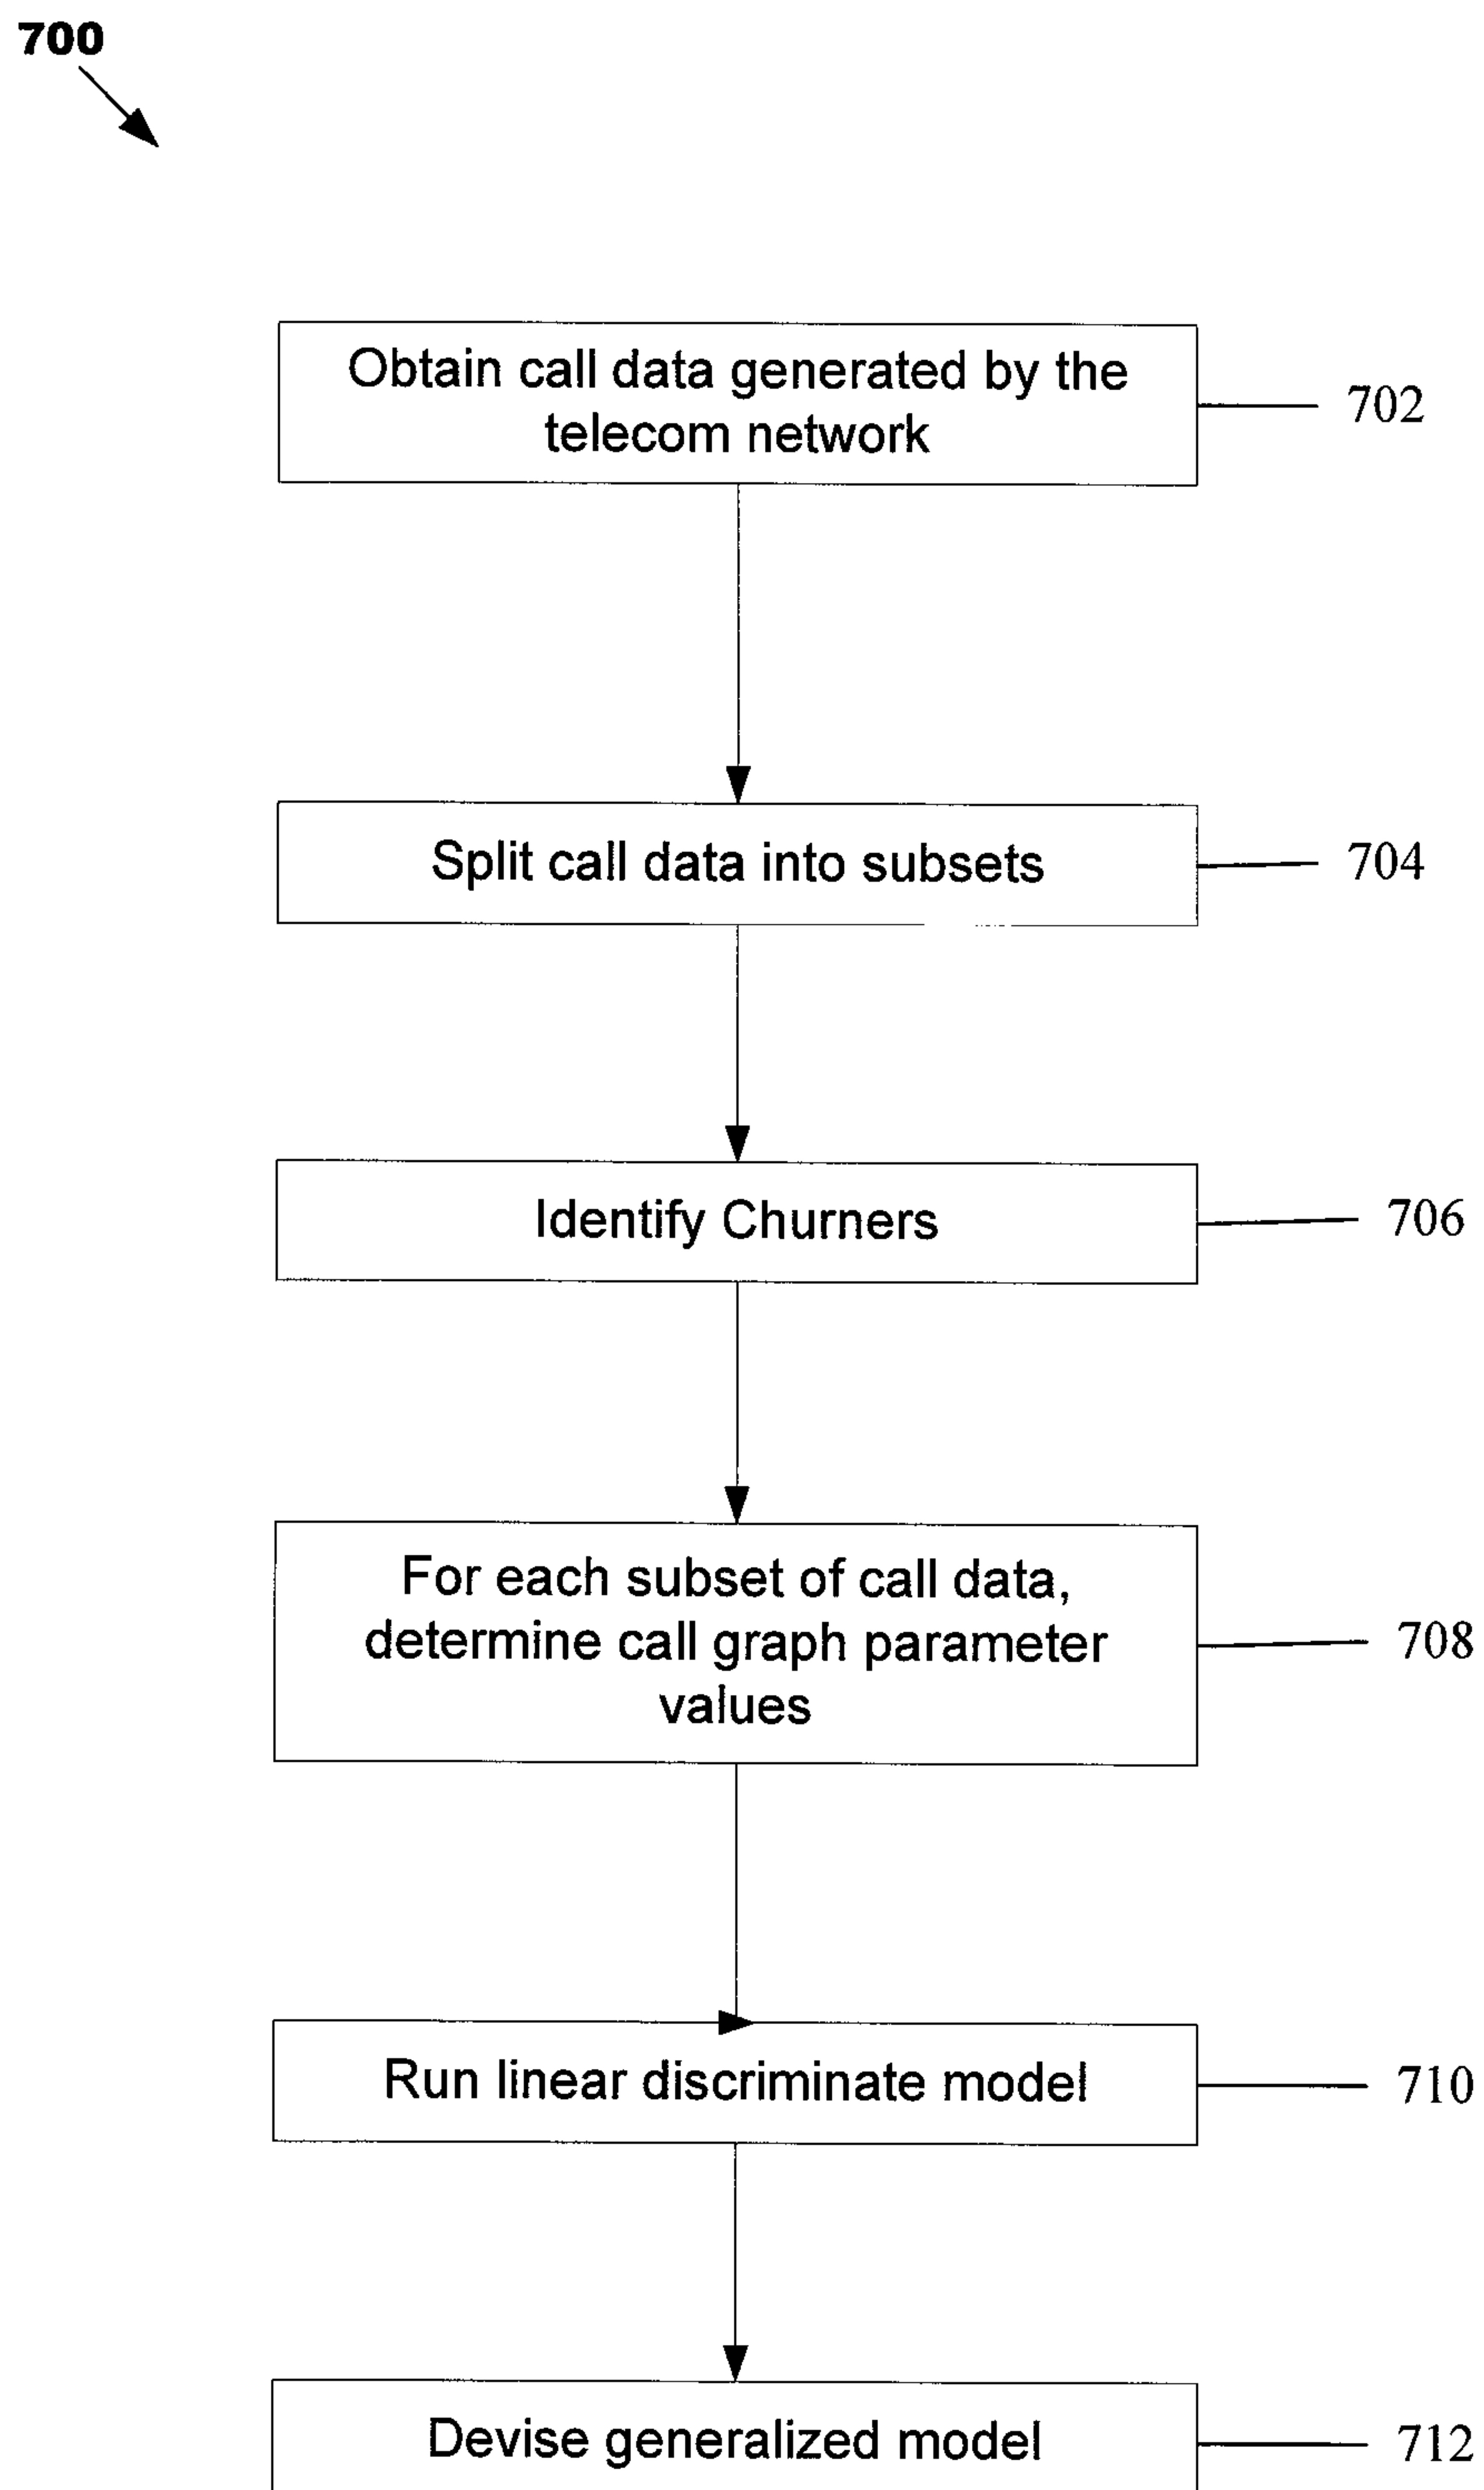 700
Obtain call data generated by the
telecom network
702
Split call data into subsets
704
Identify Churners
706
For each subset of call data,
determine call graph parameter
values
708
Run linear discriminate model
710
Devise generalized model
712